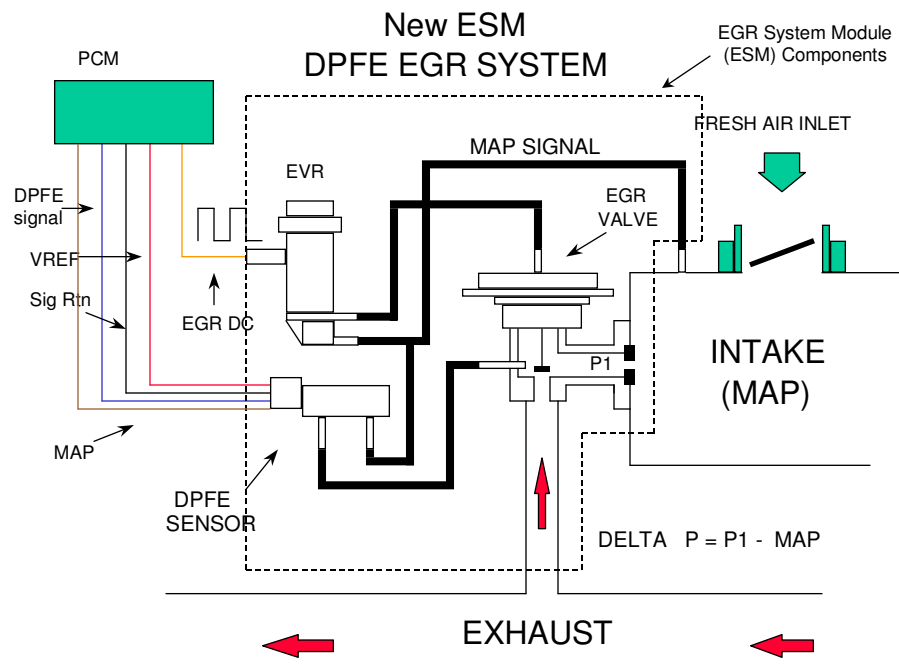 New ESM
DPFE EGR SYSTEM
EGR System Module
(ESM) Components
PCM
FRESH AIR INLET
MAP SIGNAL
EVR
EGR
VALVE
DPFE
signal
VREF
Sig Rtn
EGR DC
P1
INTAKE
(MAP)
MAP
DPFE
SENSOR
DELTA P = P1 - MAP
EXHAUST